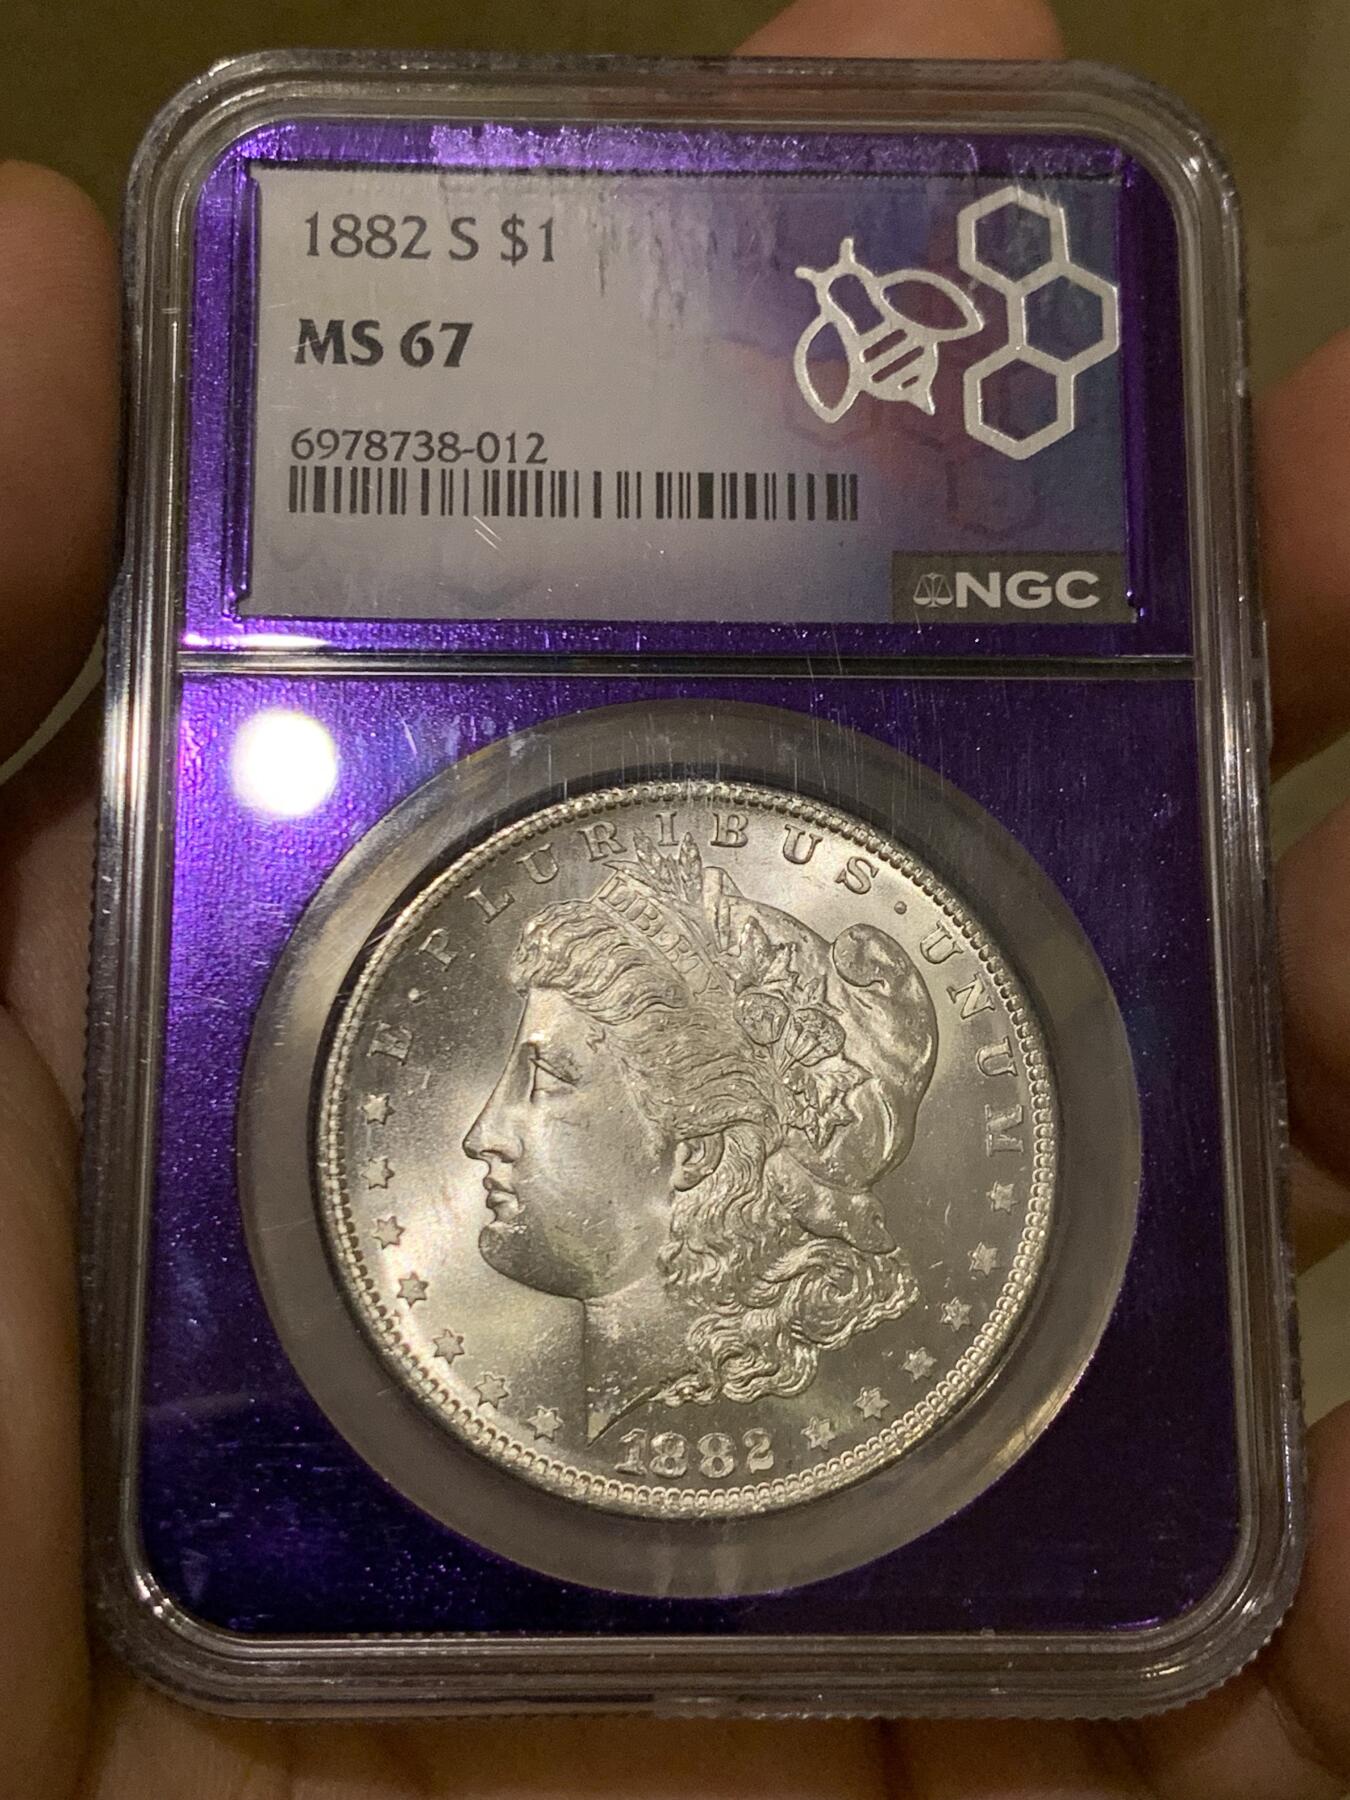 1882 S $1
MS 67
6978738-012
NGC
E · PLURIBUS · UNUM
LIBERTY
1882